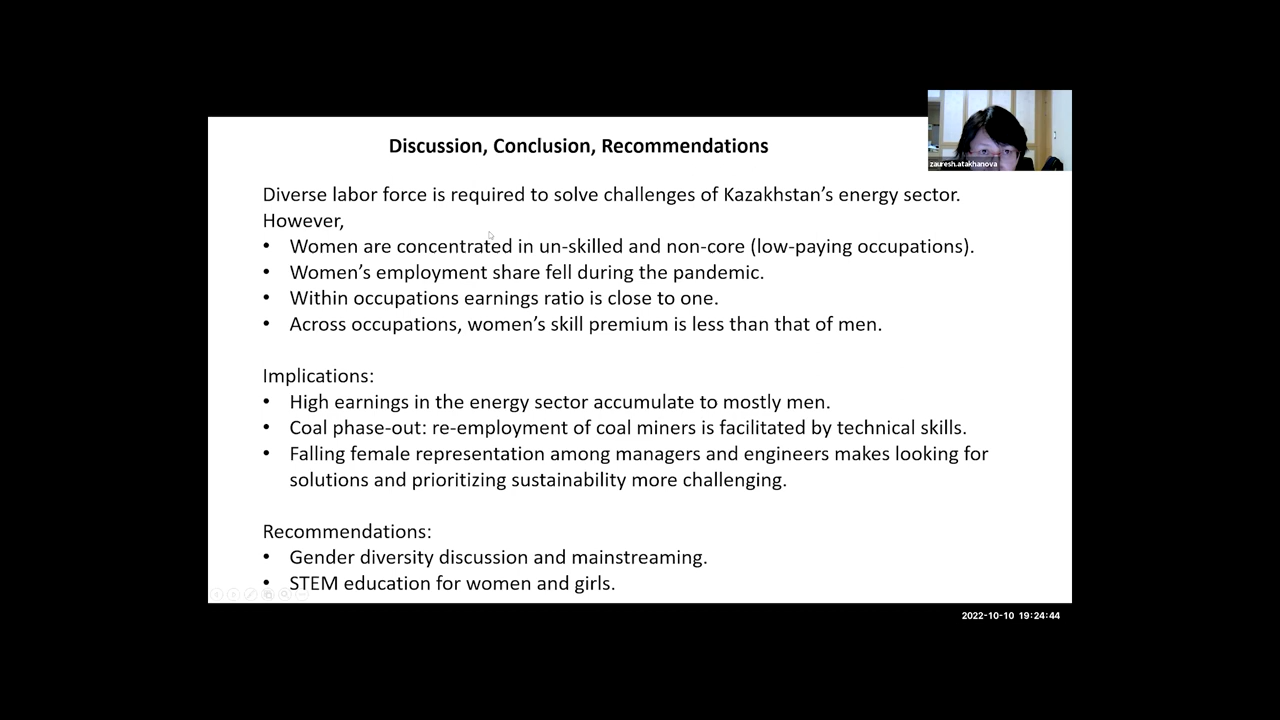 Discussion, Conclusion, Recommendations
zauresh.atakhanova
Diverse labor force is required to solve challenges of Kazakhstan’s energy sector.
However,
• Women are concentrated in un-skilled and non-core (low-paying occupations).
• Women’s employment share fell during the pandemic.
• Within occupations earnings ratio is close to one.
• Across occupations, women’s skill premium is less than that of men.
Implications:
• High earnings in the energy sector accumulate to mostly men.
• Coal phase-out: re-employment of coal miners is facilitated by technical skills.
• Falling female representation among managers and engineers makes looking for
solutions and prioritizing sustainability more challenging.
Recommendations:
• Gender diversity discussion and mainstreaming.
• STEM education for women and girls.
2022-10-10 19:24:44